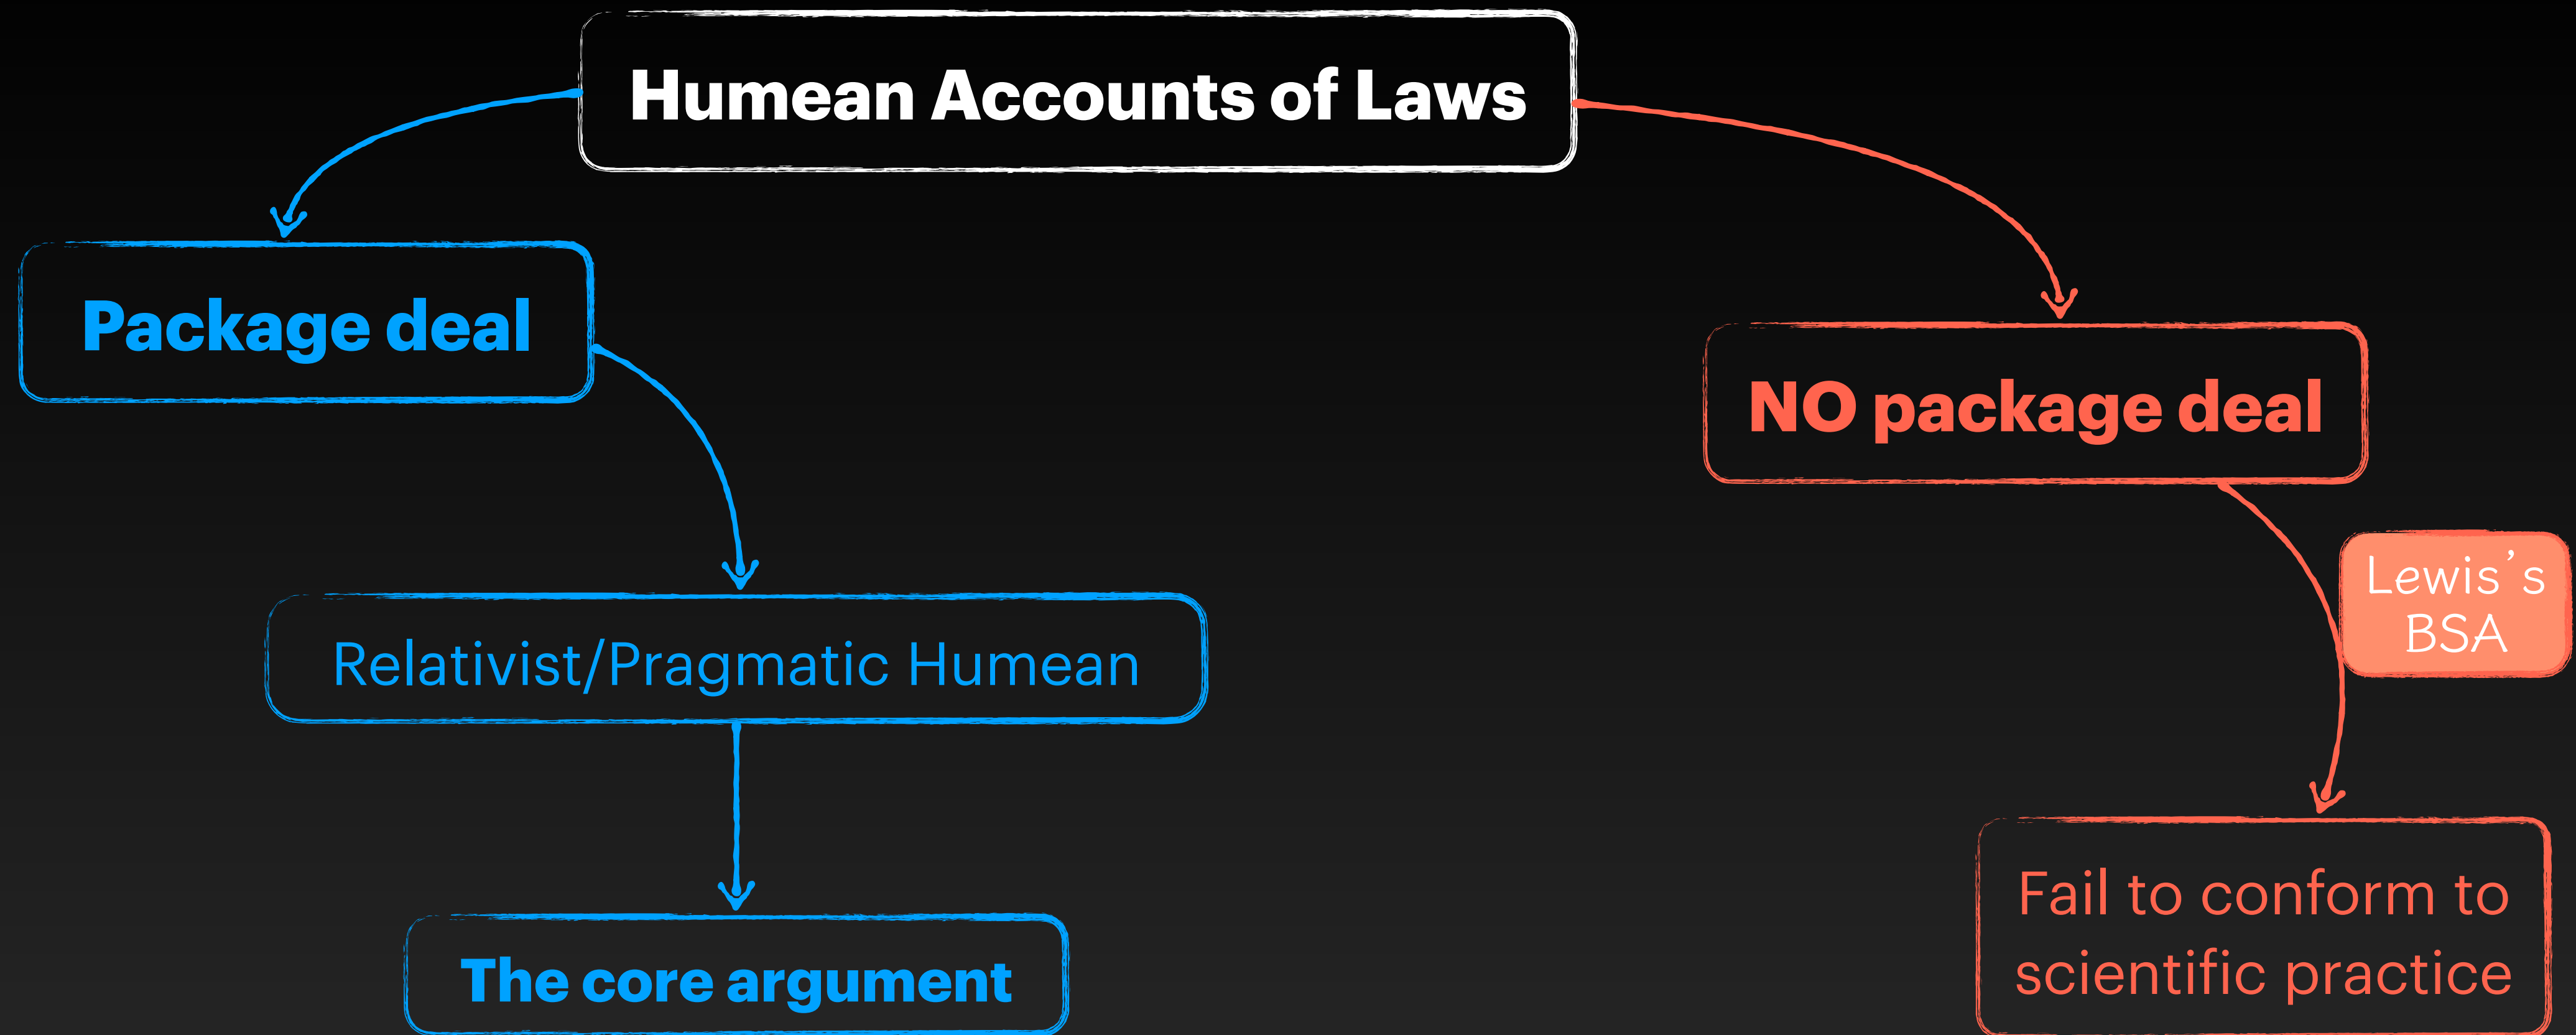 Humean Accounts of Laws
Package deal
NO package deal
Lewis's
BSA
Relativist/Pragmatic Humean
Fail to conform to
scientific practice
The core argument